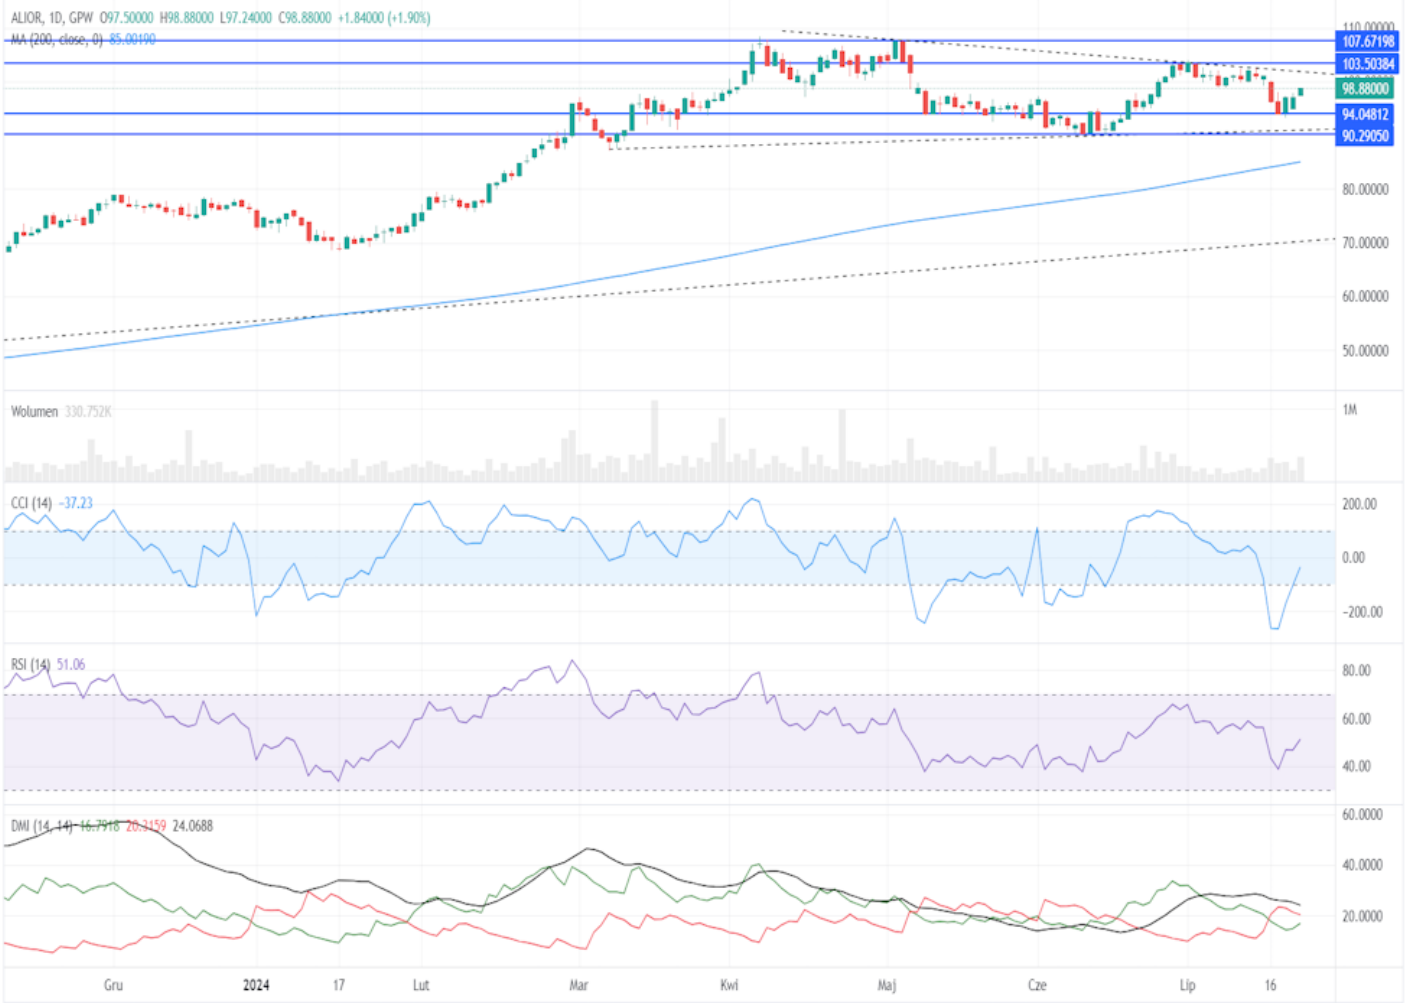 ALIOR, 1D, GPW O97.50000 H98.88000 L97.24000 C98.88000 +1.84000 (+1.90%)
MA (200, close, 0) 85.00190
110.00000
107.67198
103.50384
98.88000
94.04812
90.29050
80.00000
70.00000
60.00000
50.00000
Wolumen 330.752K
1M
CCI (14) −37.23
200.00
0.00
−200.00
RSI (14) 51.06
80.00
60.00
40.00
DMI (14, 14) 16.7918 20.3159 24.0688
60.0000
40.0000
20.0000
Gru 2024 17 Lut Mar Kwi Maj Cze Lip 16